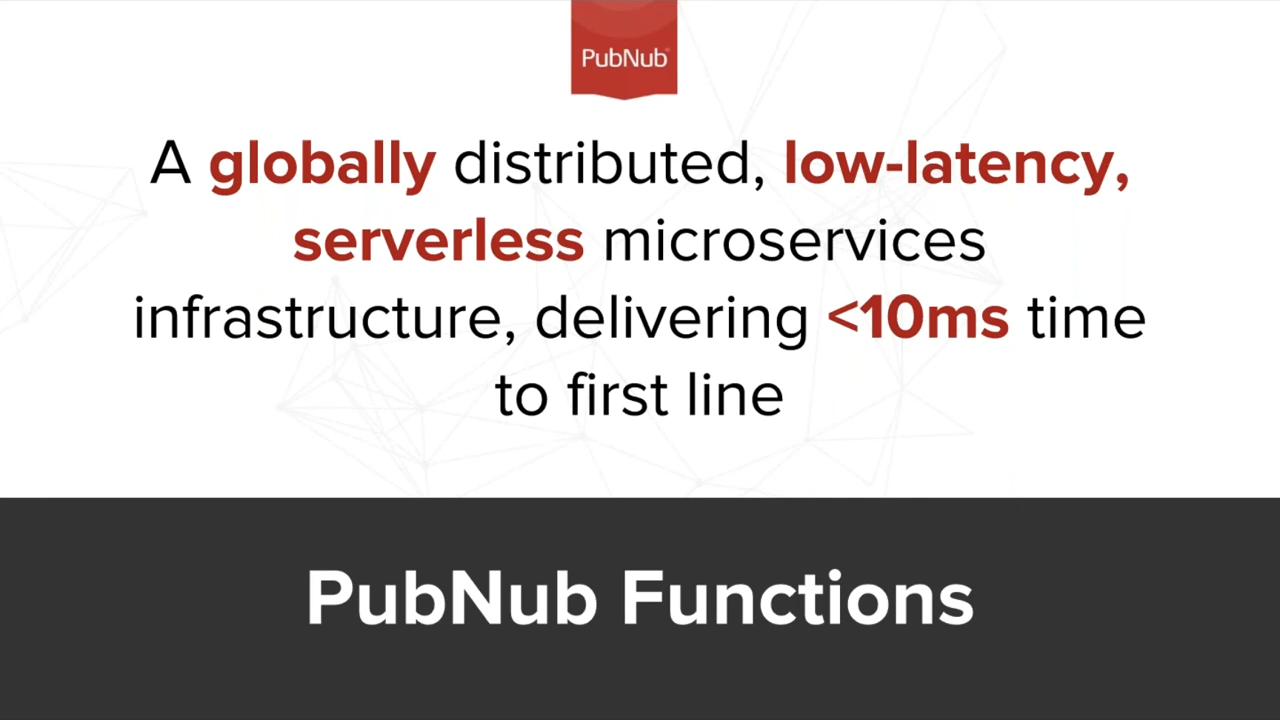 PubNub
A globally distributed, low-latency,
serverless microservices
infrastructure, delivering <10ms time
to first line
PubNub Functions